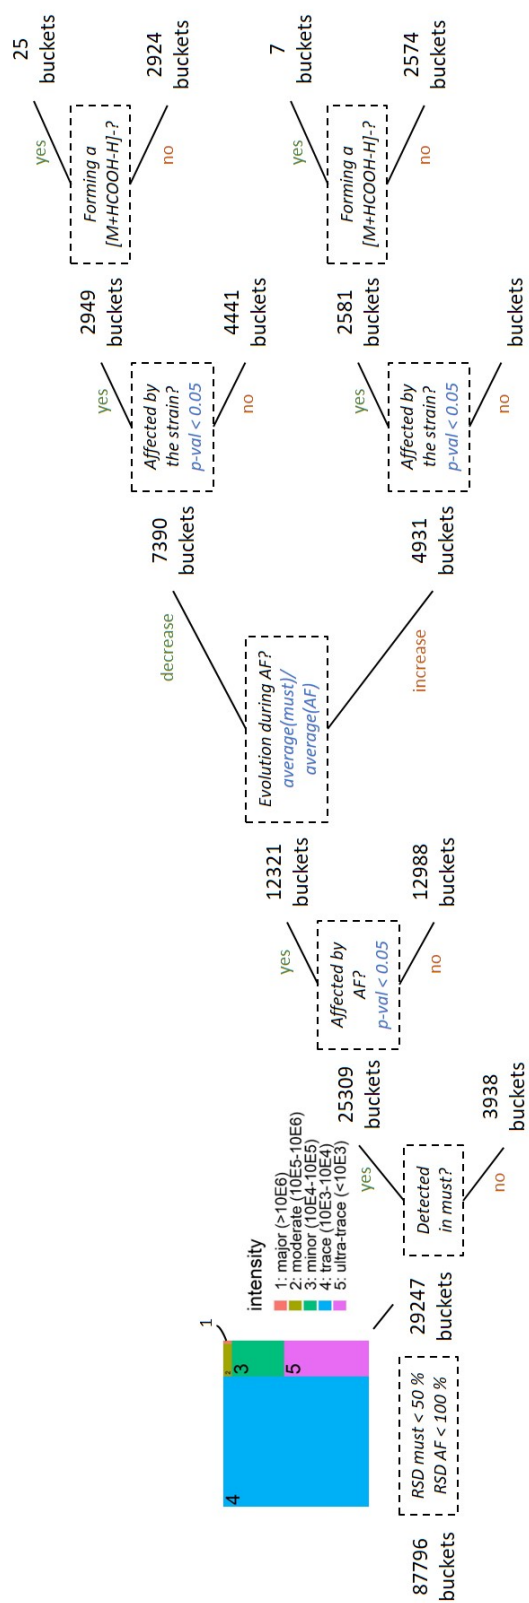 87796
buckets
RSD must < 50 %
RSD AF < 100 %
29247
buckets
4
1
2
3
5
intensity
1: major (>10E6)
2: moderate (10E5-10E6)
3: minor (10E4-10E5)
4: trace (10E3-10E4)
5: ultra-trace (<10E3)
Detected
in must?
yes
25309
buckets
no
3938
buckets
Affected by
AF?
p-val < 0.05
yes
12321
buckets
no
12988
buckets
Evolution during AF?
average(must)/
average(AF)
decrease
7390
buckets
increase
4931
buckets
Affected by
the strain?
p-val < 0.05
yes
2949
buckets
no
4441
buckets
Affected by
the strain?
p-val < 0.05
yes
2581
buckets
no
buckets
Forming a
[M+HCOOH-H]-?
yes
25
buckets
no
2924
buckets
Forming a
[M+HCOOH-H]-?
yes
7
buckets
no
2574
buckets